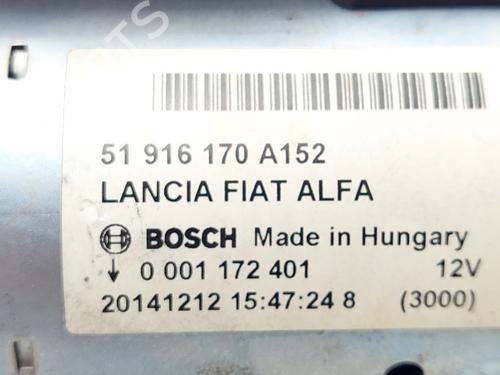 51 916 170 A152
LANCIA FIAT ALFA
BOSCH Made in Hungary
↓ 0 001 172 401 12V
20141212 15:47:24 8 (3000)